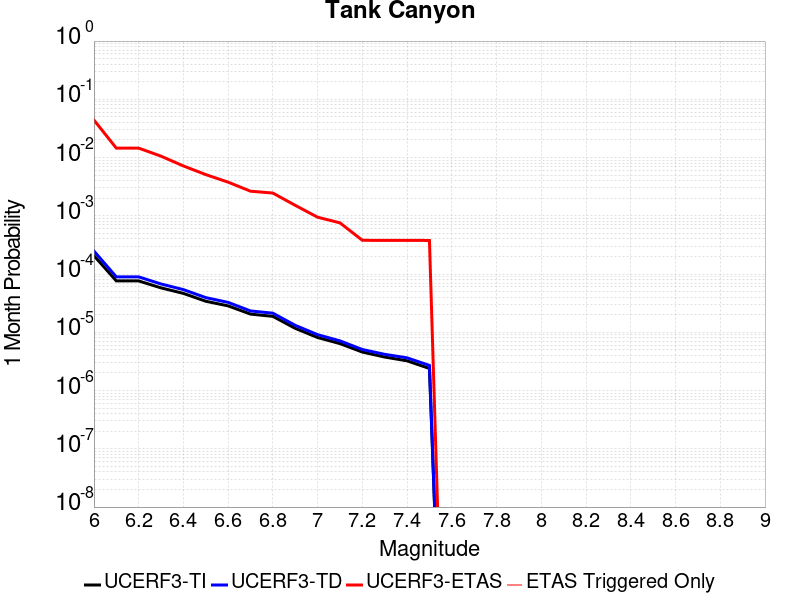 Tank Canyon
10^0
10^-1
10^-2
10^-3
10^-4
10^-5
10^-6
10^-7
10^-8
1 Month Probability
6 6.2 6.4 6.6 6.8 7 7.2 7.4 7.6 7.8 8 8.2 8.4 8.6 8.8 9
Magnitude
UCERF3-TI UCERF3-TD UCERF3-ETAS ETAS Triggered Only